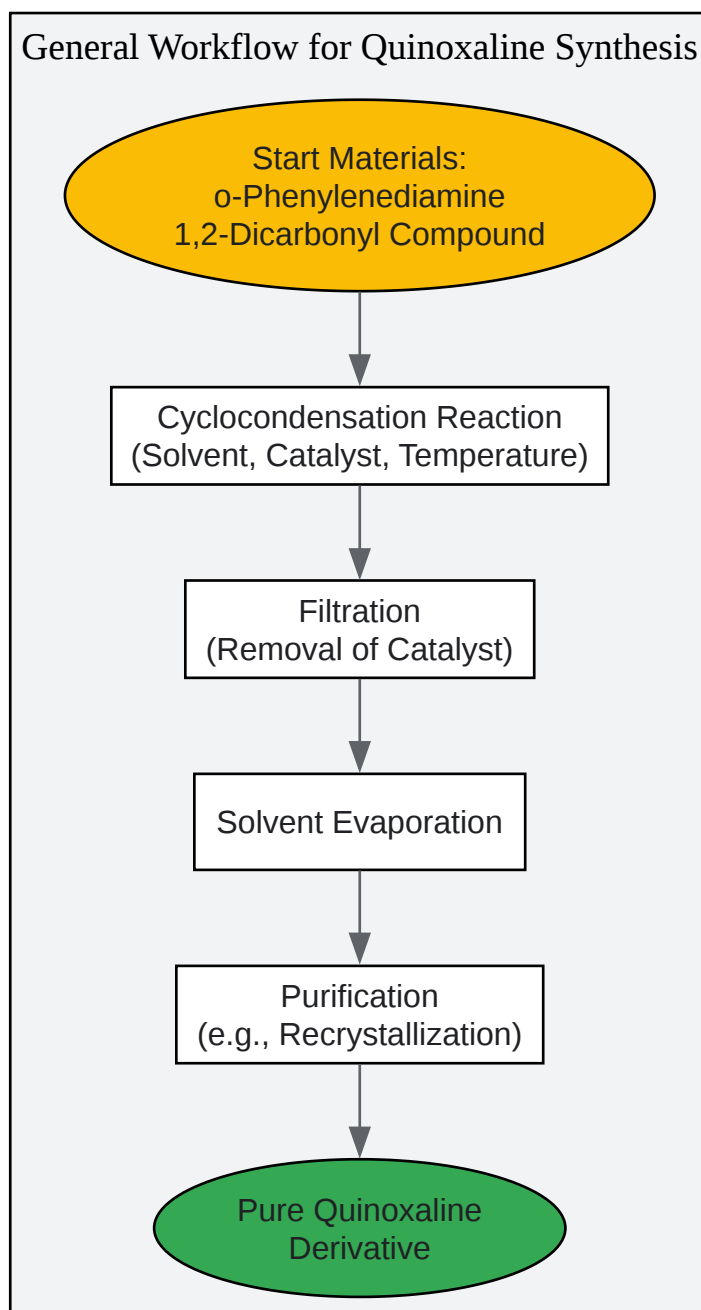 General Workflow for Quinoxaline Synthesis
Start Materials:
o-Phenylenediamine
1,2-Dicarbonyl Compound
Cyclocondensation Reaction
(Solvent, Catalyst, Temperature)
Filtration
(Removal of Catalyst)
Solvent Evaporation
Purification
(e.g., Recrystallization)
Pure Quinoxaline
Derivative